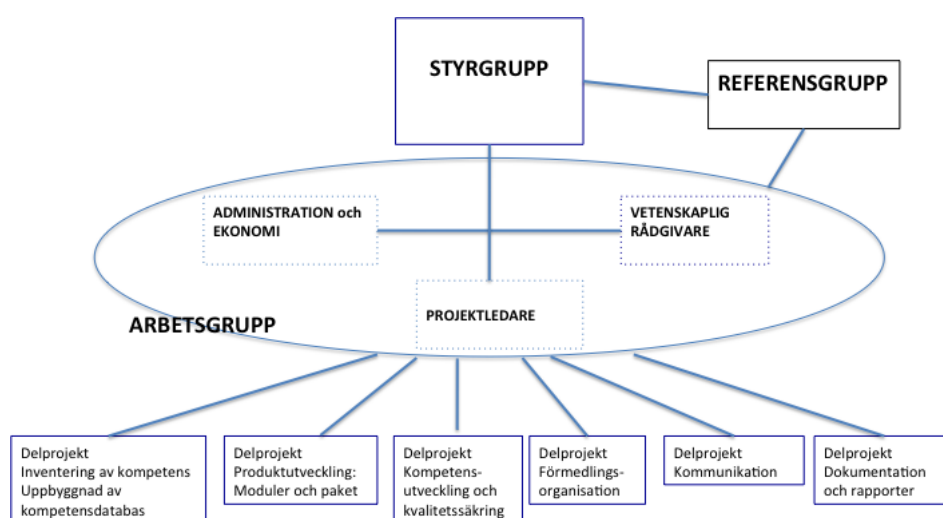 STYRGRUPP
REFERENSGRUPP
ADMINISTRATION och
EKONOMI
VETENSKAPLIG
RÅDGIVARE
PROJEKTLEDARE
ARBETSGRUPP
Delprojekt
Inventering av kompetens
Uppbyggnad av
kompetensdatabas
Delprojekt
Produktutveckling:
Moduler och paket
Delprojekt
Kompetens-
utveckling och
kvalitetssäkring
Delprojekt
Förmedlings-
organisation
Delprojekt
Kommunikation
Delprojekt
Dokumentation
och rapporter